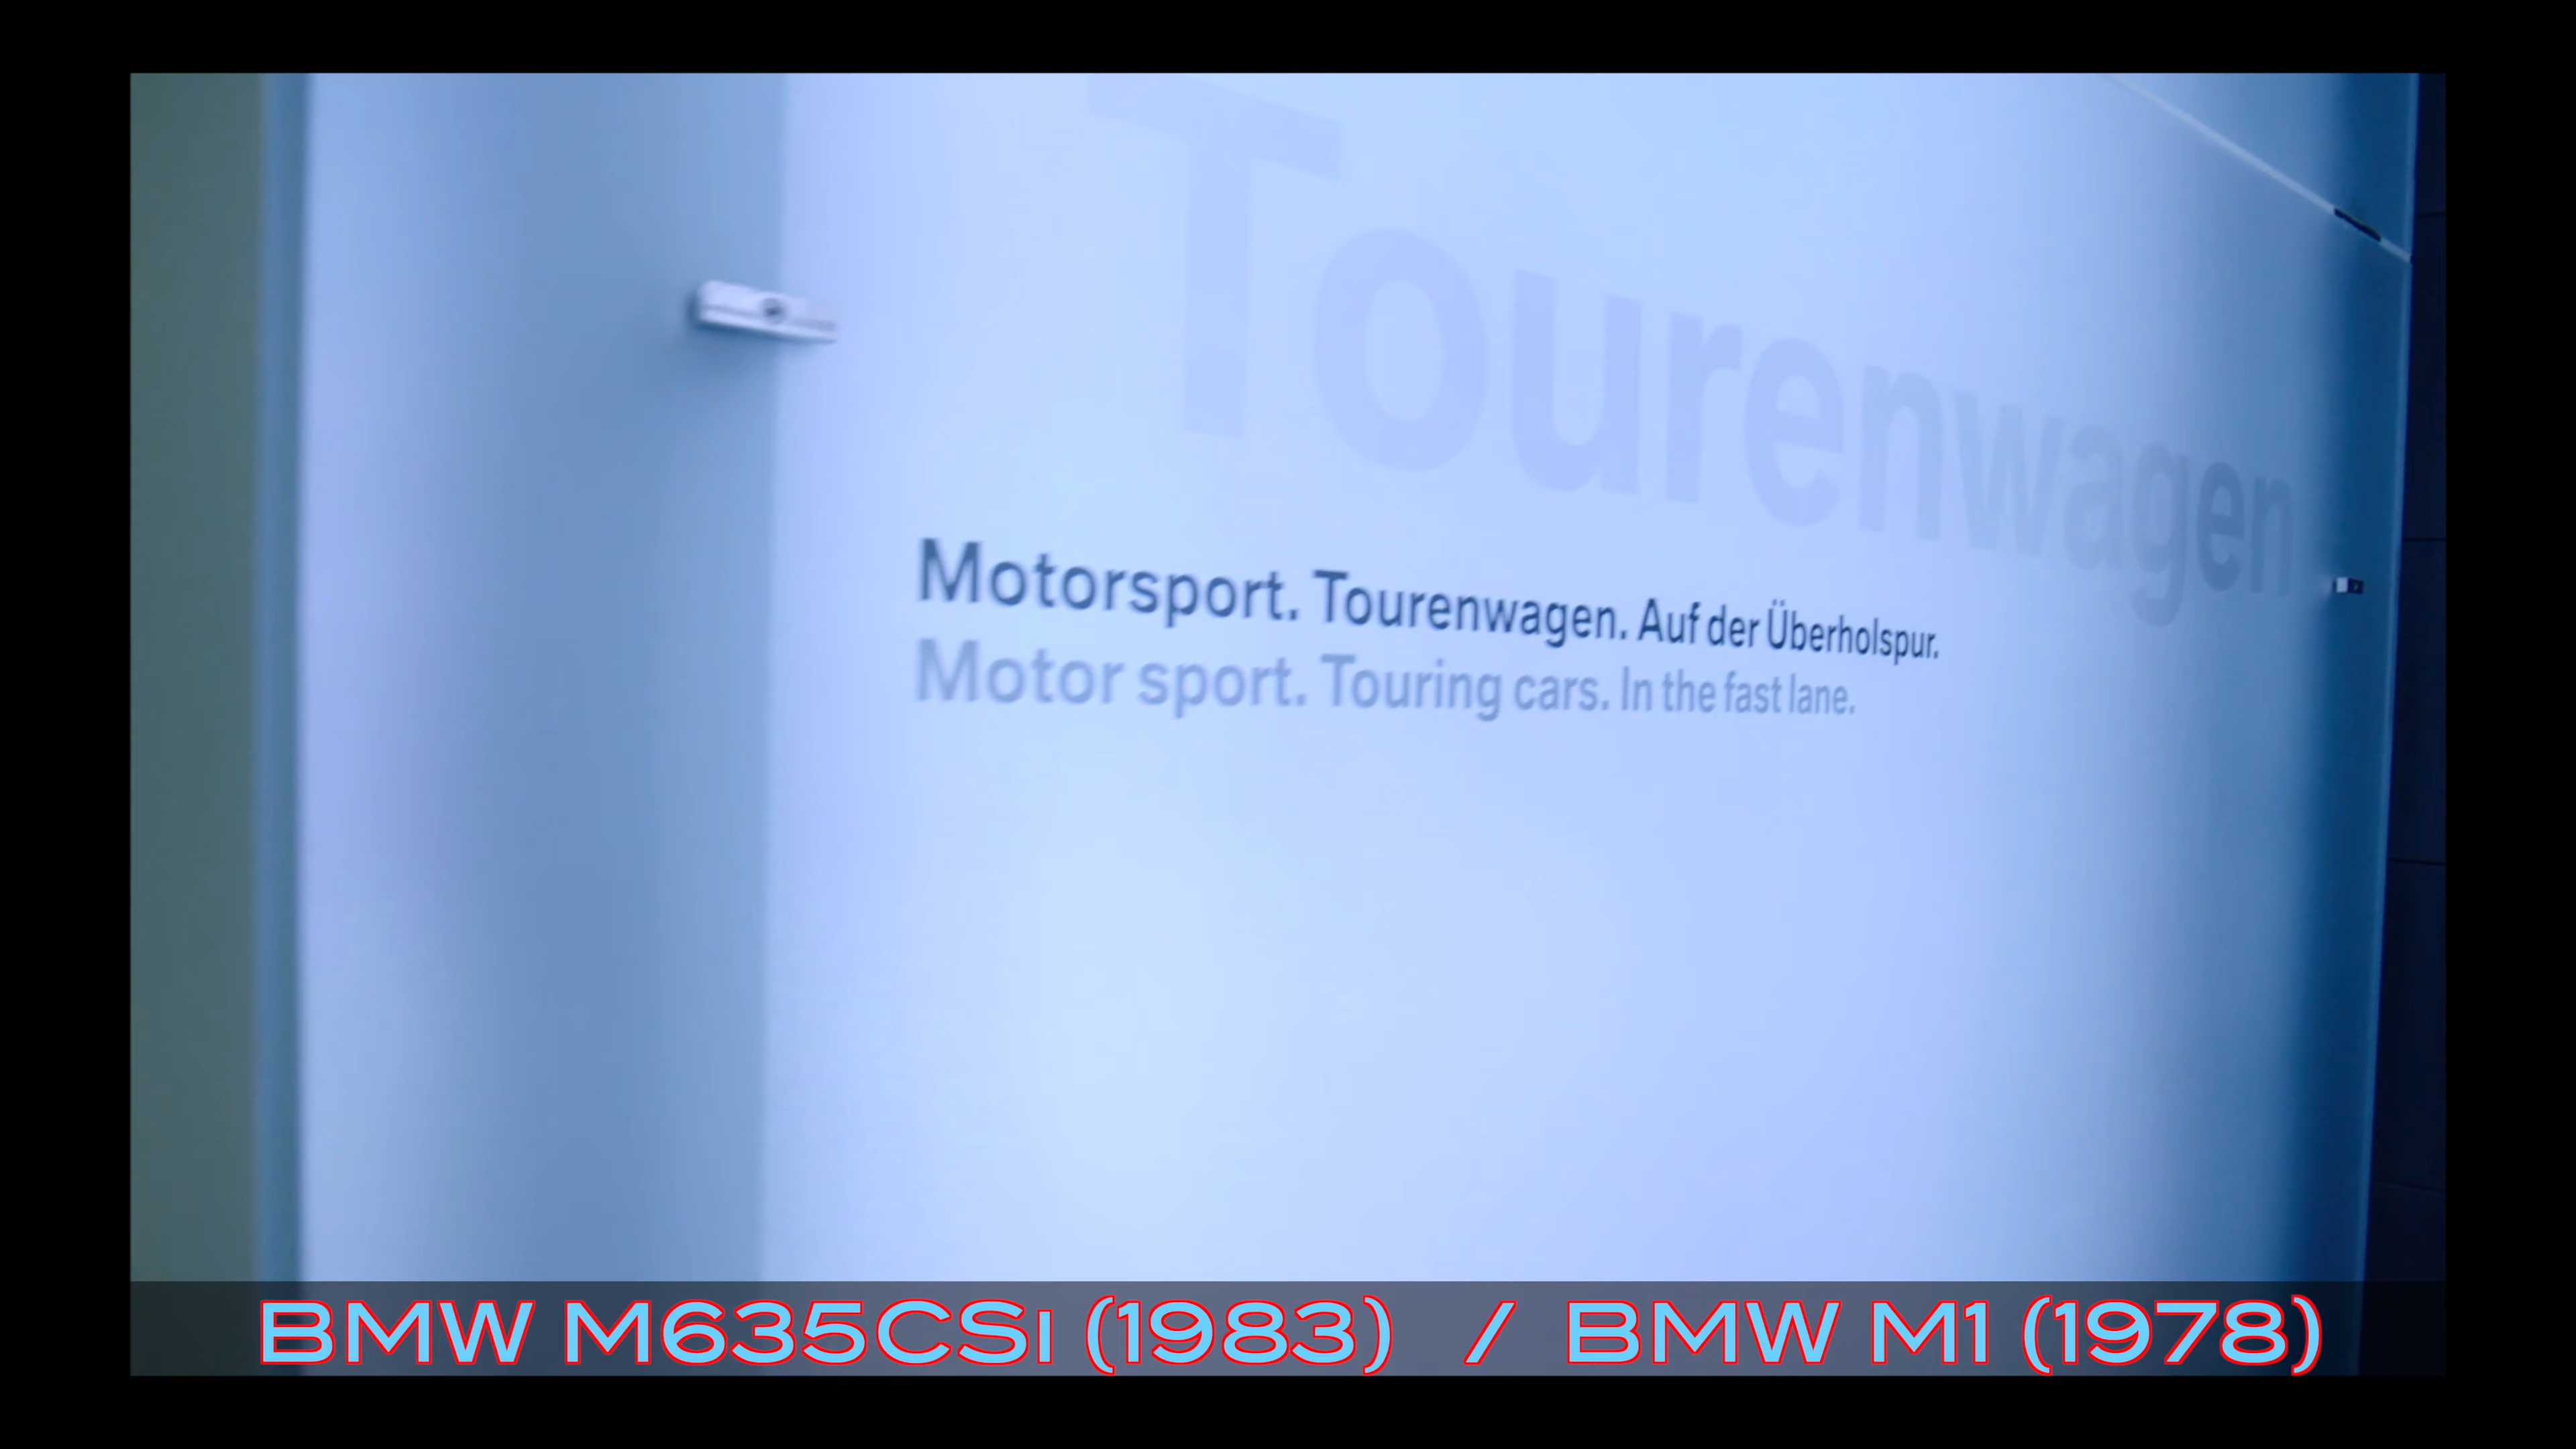 Tourenwagen
Motorsport. Tourenwagen. Auf der Überholspur.
Motor sport. Touring cars. In the fast lane.
BMW M635CSi (1983) / BMW M1 (1978)